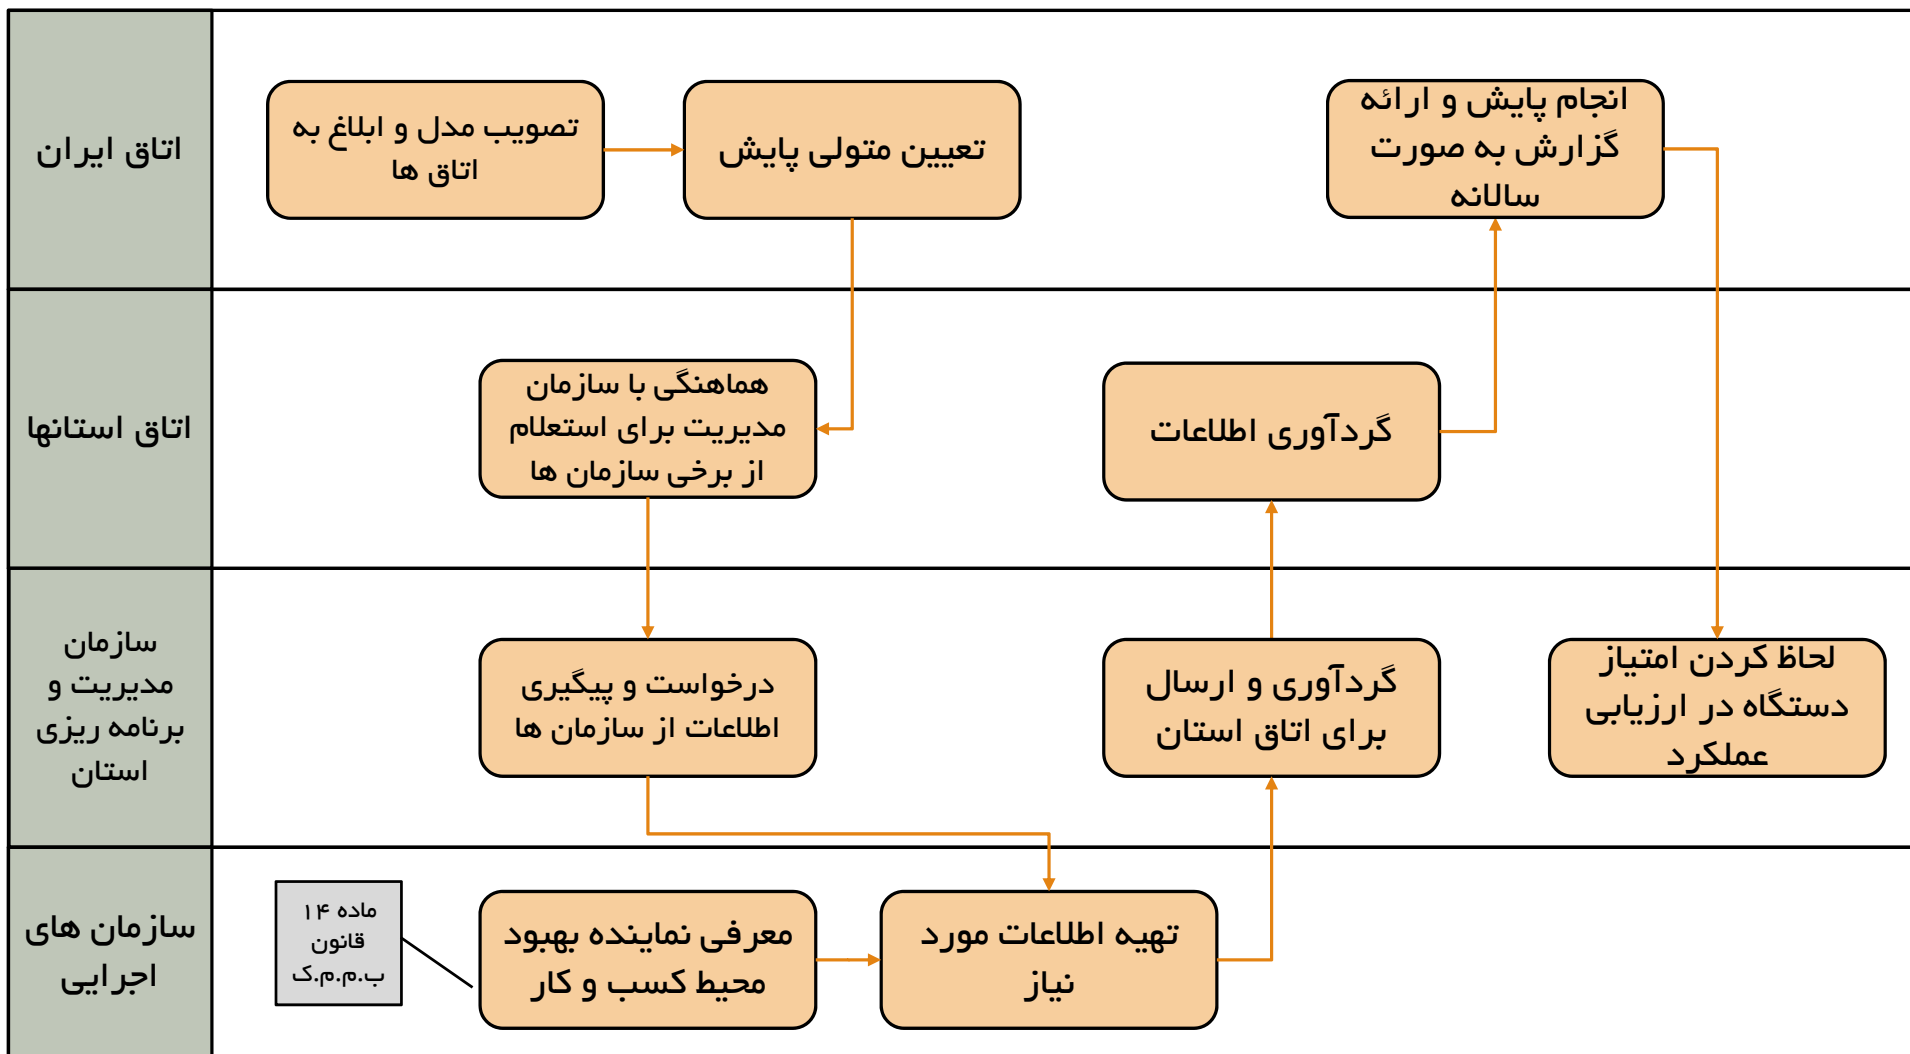 اتاق ایران
تصویب مدل و ابلاغ به
اتاق ها
تعیین متولی پایش
انجام پایش و ارائه
گزارش به صورت
سالانه
اتاق استانها
هماهنگی با سازمان
مدیریت برای استعلام
از برخی سازمان ها
گردآوری اطلاعات
سازمان
مدیریت و
برنامه ریزی
استان
درخواست و پیگیری
اطلاعات از سازمان ها
گردآوری و ارسال
برای اتاق استان
لحاظ کردن امتیاز
دستگاه در ارزیابی
عملکرد
سازمان های
اجرایی
ماده ۱۴
قانون
ب.م.م.ک
معرفی نماینده بهبود
محیط کسب و کار
تهیه اطلاعات مورد
نیاز